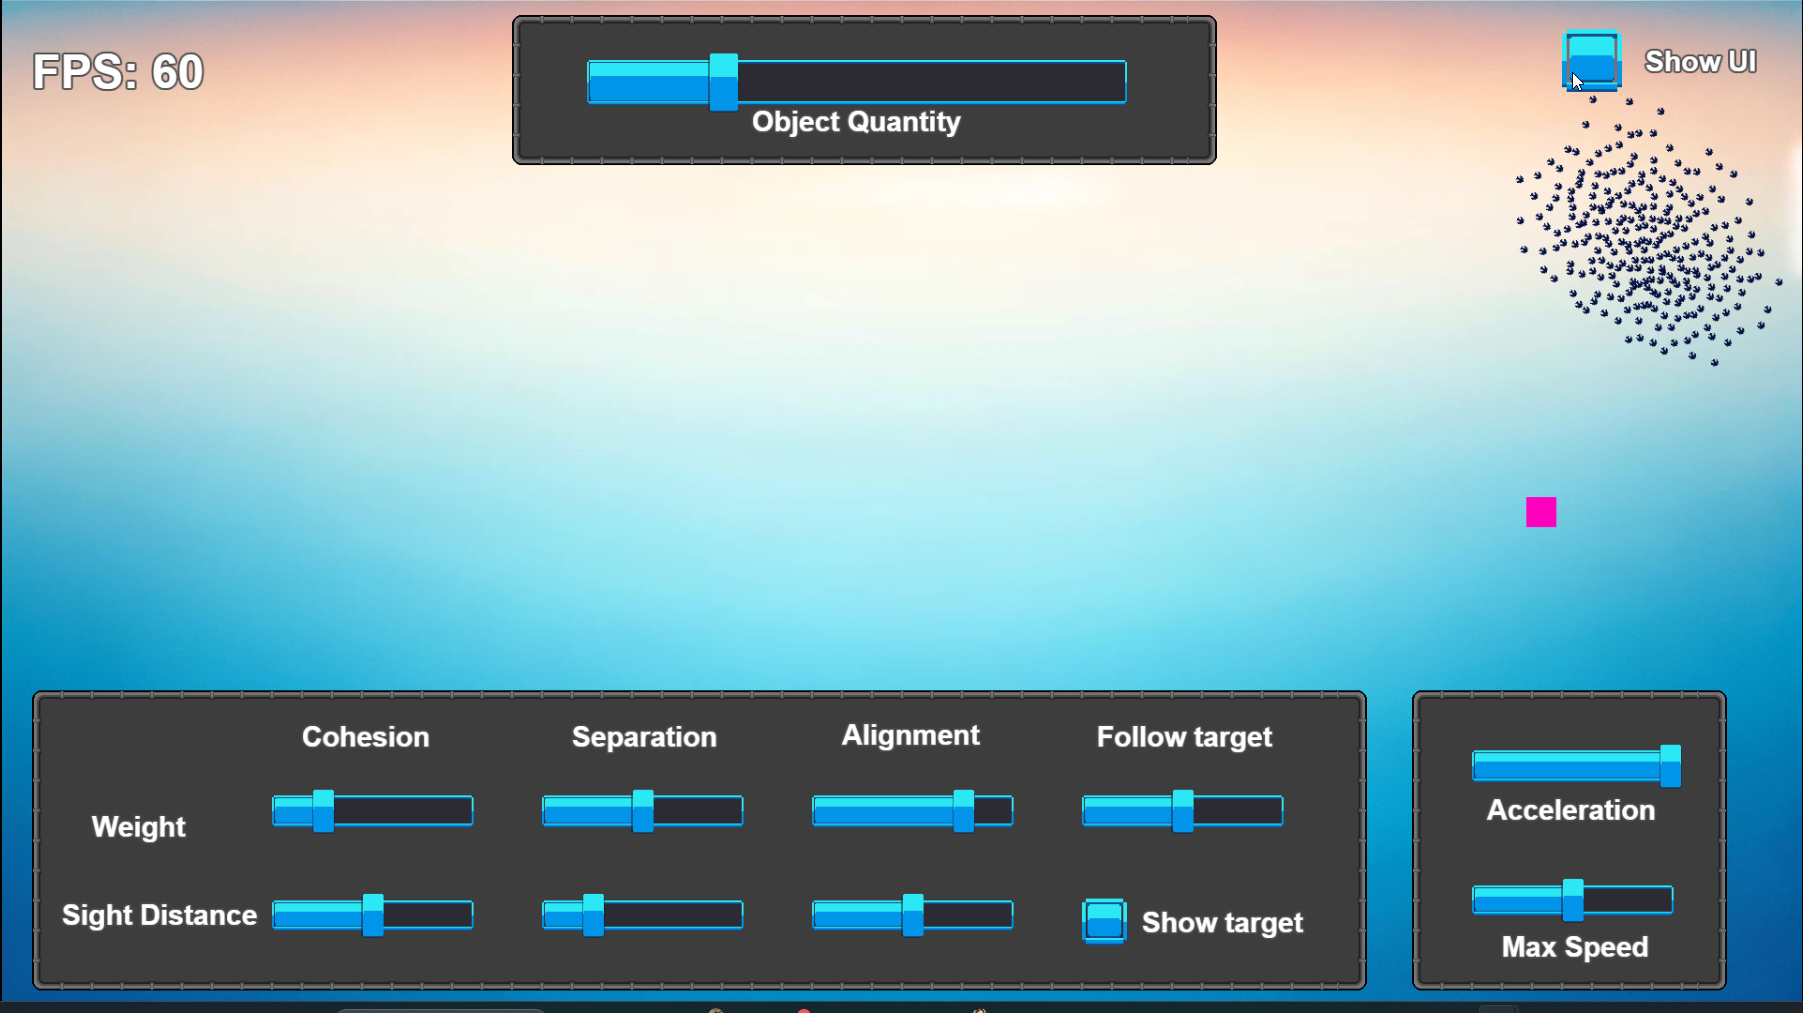 FPS: 60
Object Quantity
Show UI
Cohesion
Separation
Alignment
Follow target
Weight
Sight Distance
Show target
Acceleration
Max Speed